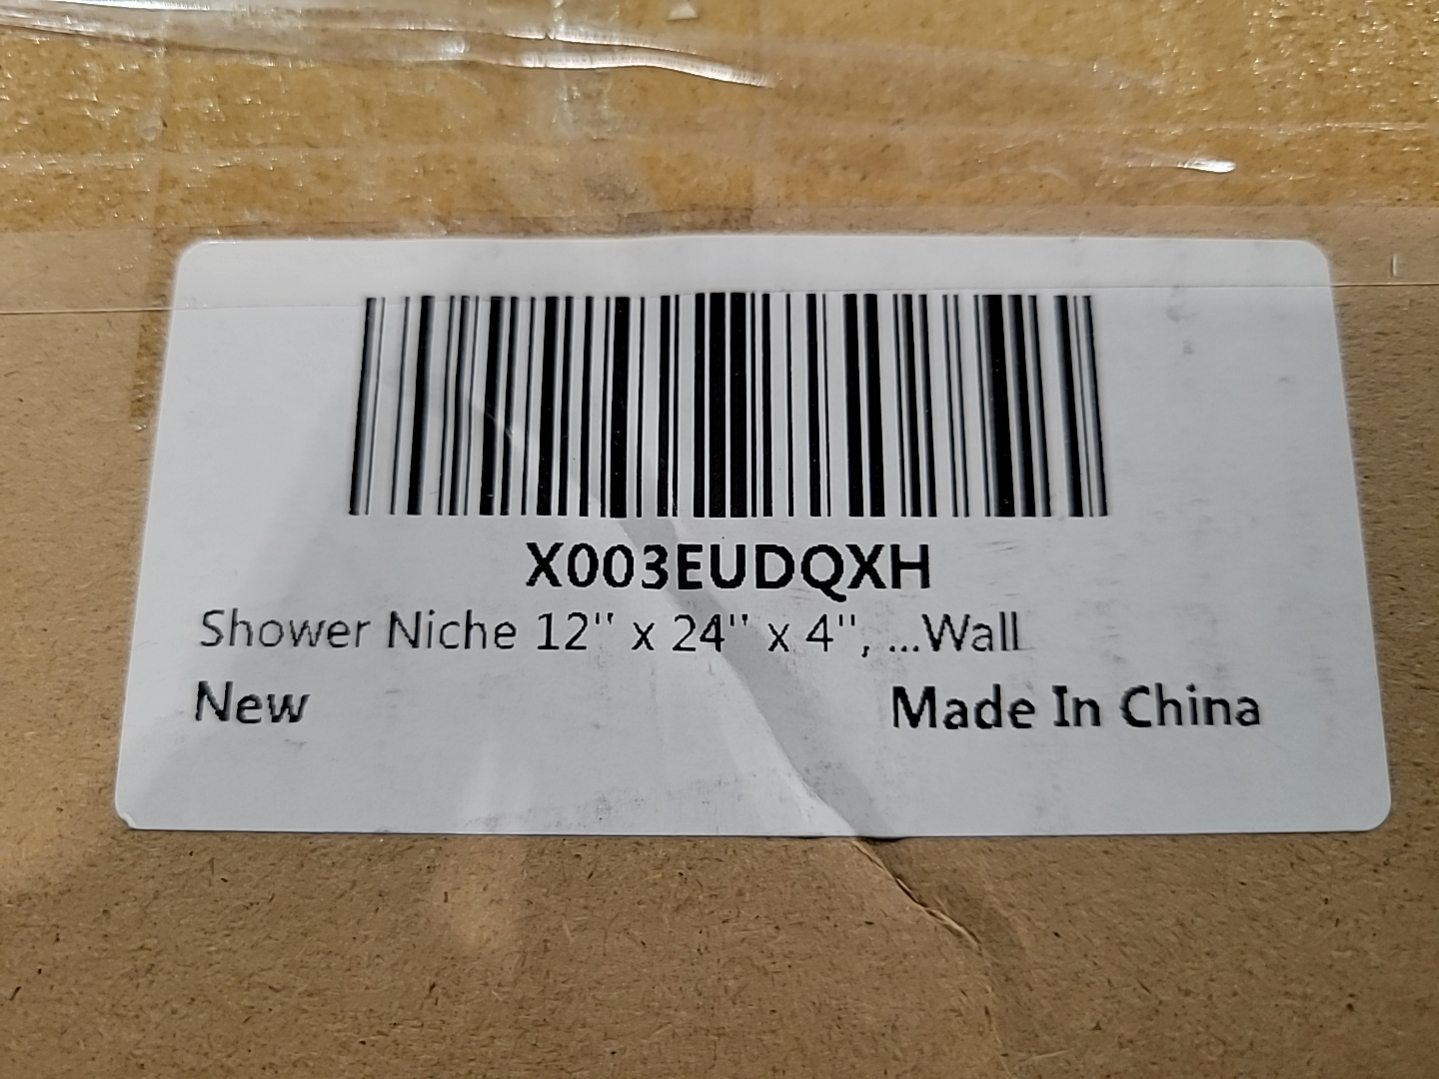 X003EUDQXH
Shower Niche 12'' x 24'' x 4'', ...Wall
New
Made In China